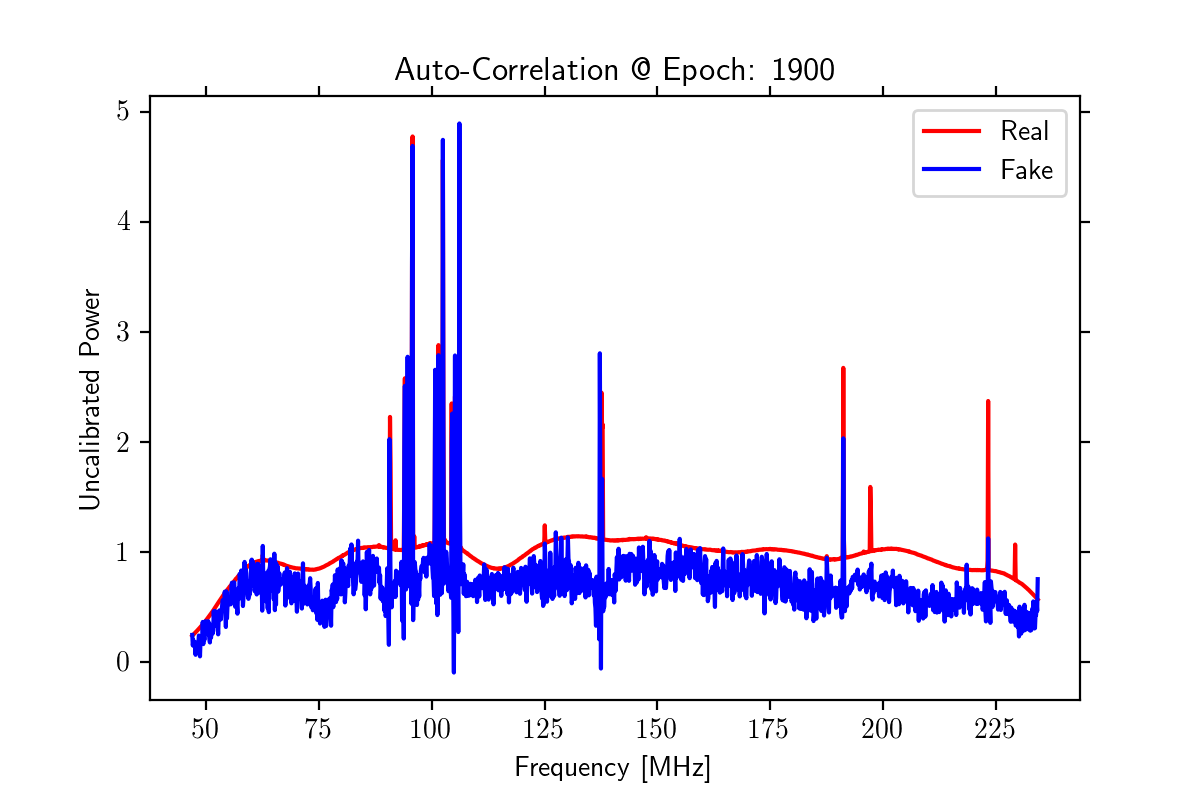 Auto-Correlation @ Epoch: 1900
5
4
3
2
1
0
Uncalibrated Power
Real
Fake
50 75 100 125 150 175 200 225
Frequency [MHz]